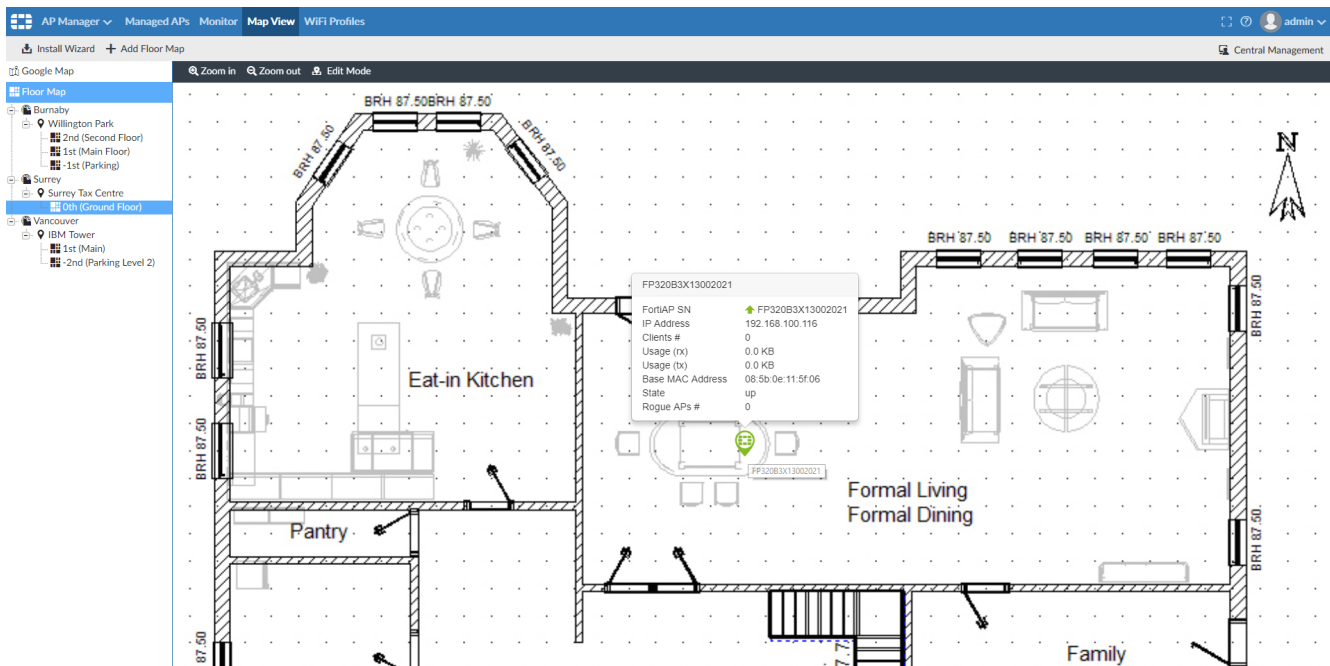 AP Manager Managed APs Monitor Map View WiFi Profiles admin
Install Wizard + Add Floor Map Central Management
Google Map Zoom in Zoom out Edit Mode
Floor Map
Burnaby
Willington Park
2nd (Second Floor)
1st (Main Floor)
-1st (Parking)
Surrey
Surrey Tax Centre
0th (Ground Floor)
Vancouver
IBM Tower
1st (Main)
-2nd (Parking Level 2)
BRH 87.50BRH 87.50
BRH 87.50
BRH 87.50
N
BRH 87.50 BRH 87.50 BRH 87.50 BRH 87.50
BRH 87.50
BRH 87.50
BRH 87.50
BRH 87.50
87.50
FP320B3X13002021
FortiAP SN FP320B3X13002021
IP Address 192.168.100.116
Clients # 0
Usage (rx) 0.0 KB
Usage (tx) 0.0 KB
Base MAC Address 08:5b:0e:11:5f:06
State up
Rogue APs # 0
FP320B3X13002021
Eat-in Kitchen
Formal Living
Formal Dining
Pantry
Family